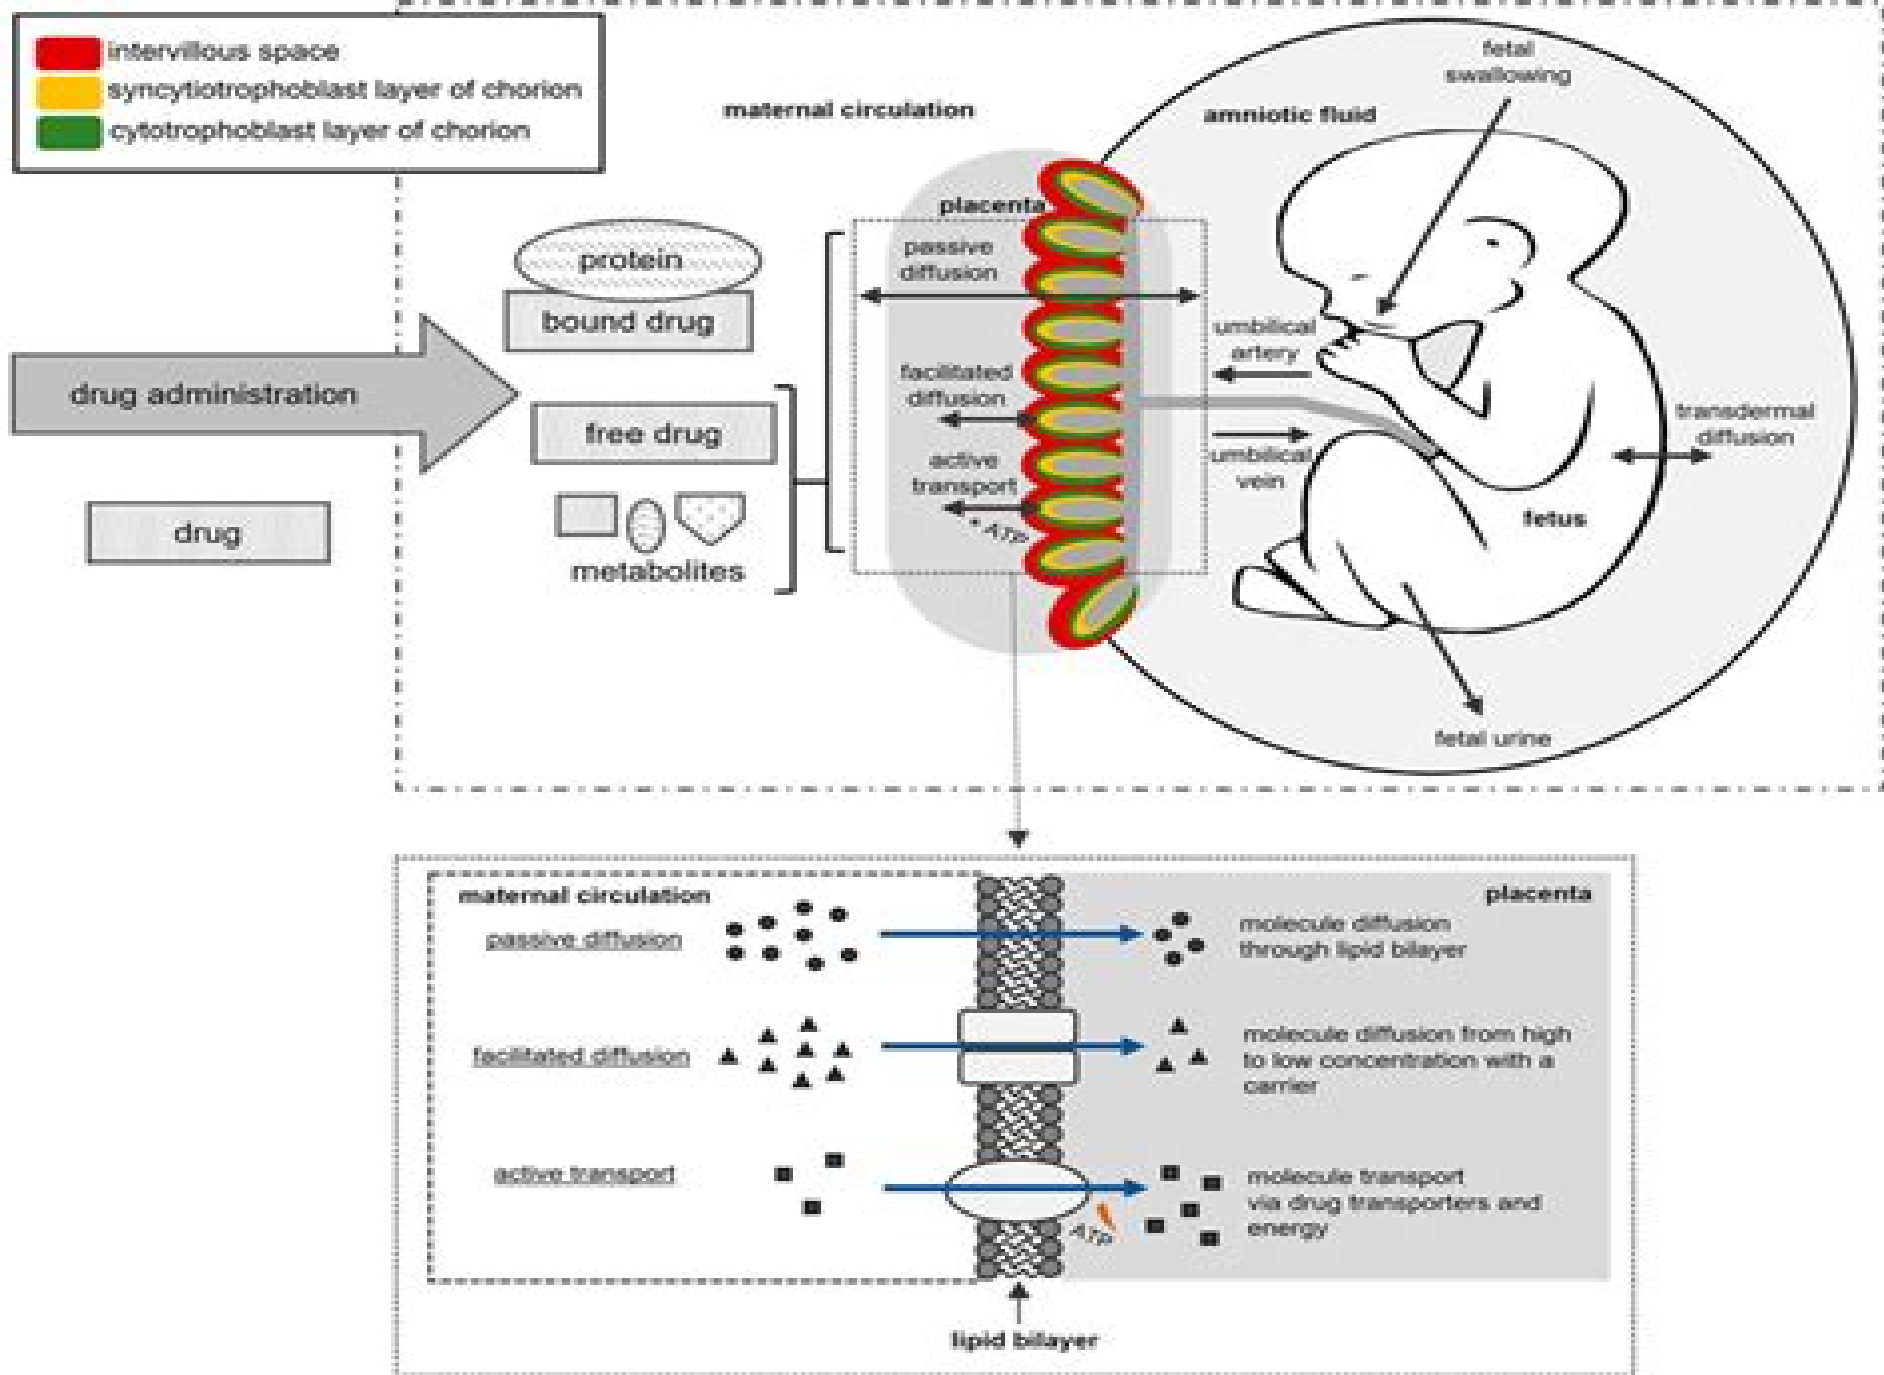 intervillous space
syncytiotrophoblast layer of chorion
cytotrophoblast layer of chorion
maternal circulation
fetal
swallowing
amniotic fluid
placenta
protein
bound drug
passive
diffusion
umbilical
artery
drug administration
free drug
facilitated
diffusion
transdermal
diffusion
active
transport
ATP
umbilical
vein
fetus
drug
metabolites
fetal urine
maternal circulation
placenta
passive diffusion
molecule diffusion
through lipid bilayer
facilitated diffusion
molecule diffusion from high
to low concentration with a
carrier
active transport
molecule transport
via drug transporters and
energy
ATP
lipid bilayer